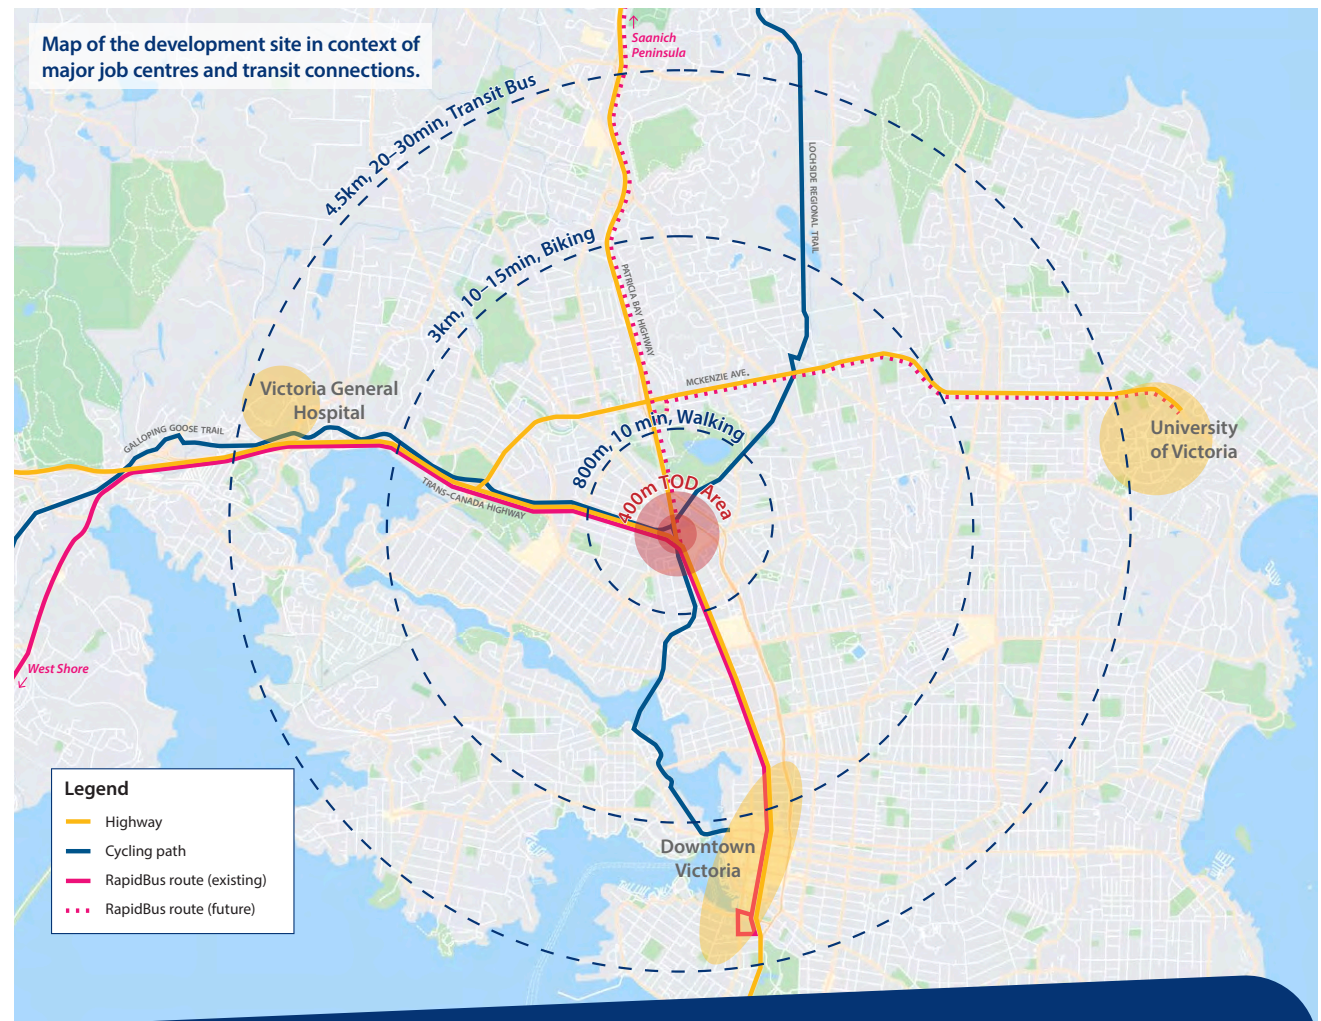 Map of the development site in context of
major job centres and transit connections.
Saanich
Peninsula
4.5km, 20–30min, Transit Bus
LOCHSIDE REGIONAL TRAIL
3km, 10–15min, Biking
PATRICIA BAY HIGHWAY
MCKENZIE AVE.
Victoria General
Hospital
GALLOPING GOOSE TRAIL
800m, 10 min, Walking
University
of Victoria
TRANS-CANADA HIGHWAY
400m TOD Area
West Shore
Downtown
Victoria
Legend
Highway
Cycling path
RapidBus route (existing)
RapidBus route (future)